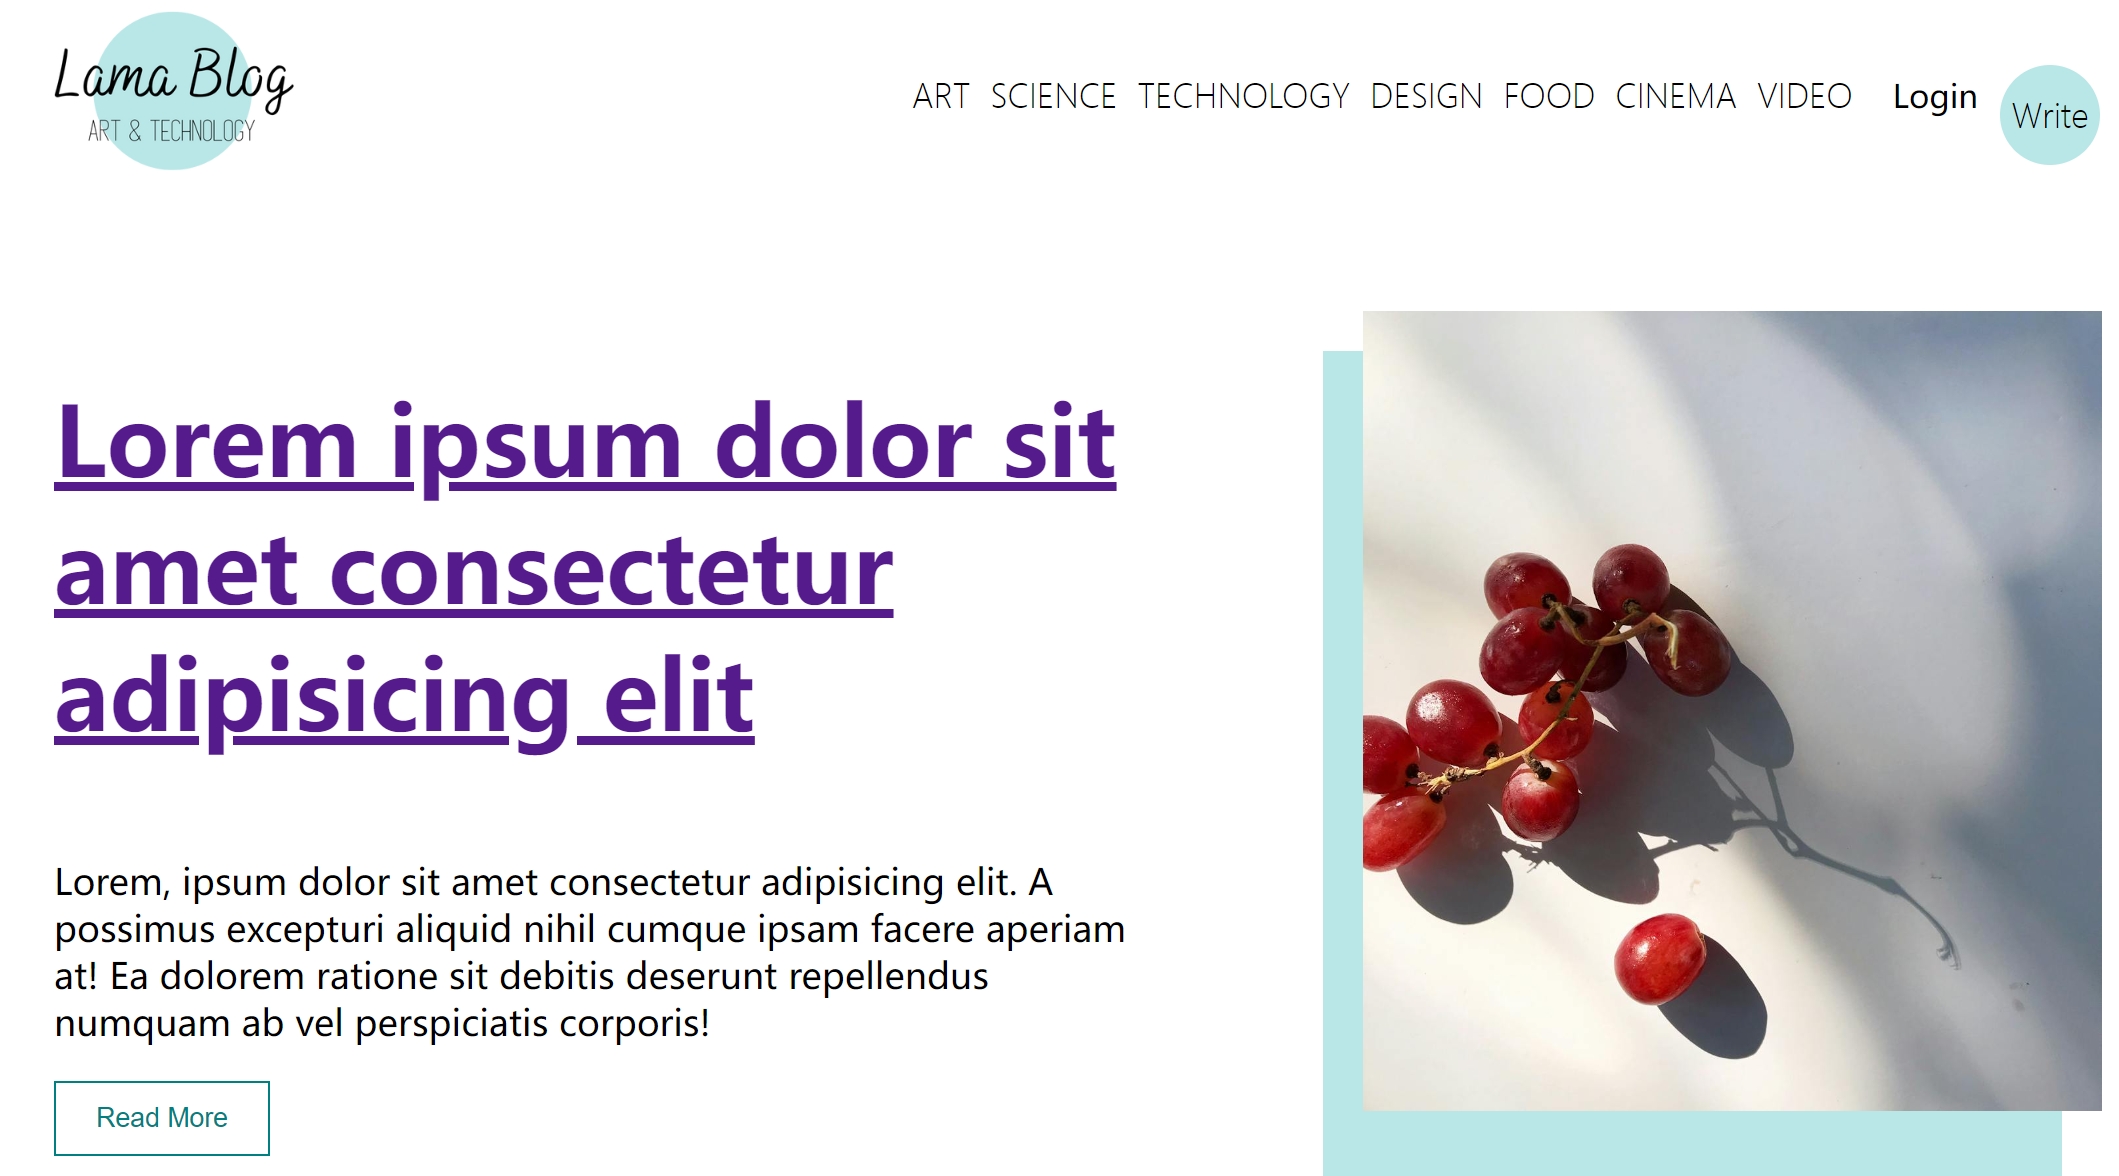 Lama Blog
ART & TECHNOLOGY
ART SCIENCE TECHNOLOGY DESIGN FOOD CINEMA VIDEO Login Write
Lorem ipsum dolor sit
amet consectetur
adipisicing elit
Lorem, ipsum dolor sit amet consectetur adipisicing elit. A
possimus excepturi aliquid nihil cumque ipsam facere aperiam
at! Ea dolorem ratione sit debitis deserunt repellendus
numquam ab vel perspiciatis corporis!
Read More